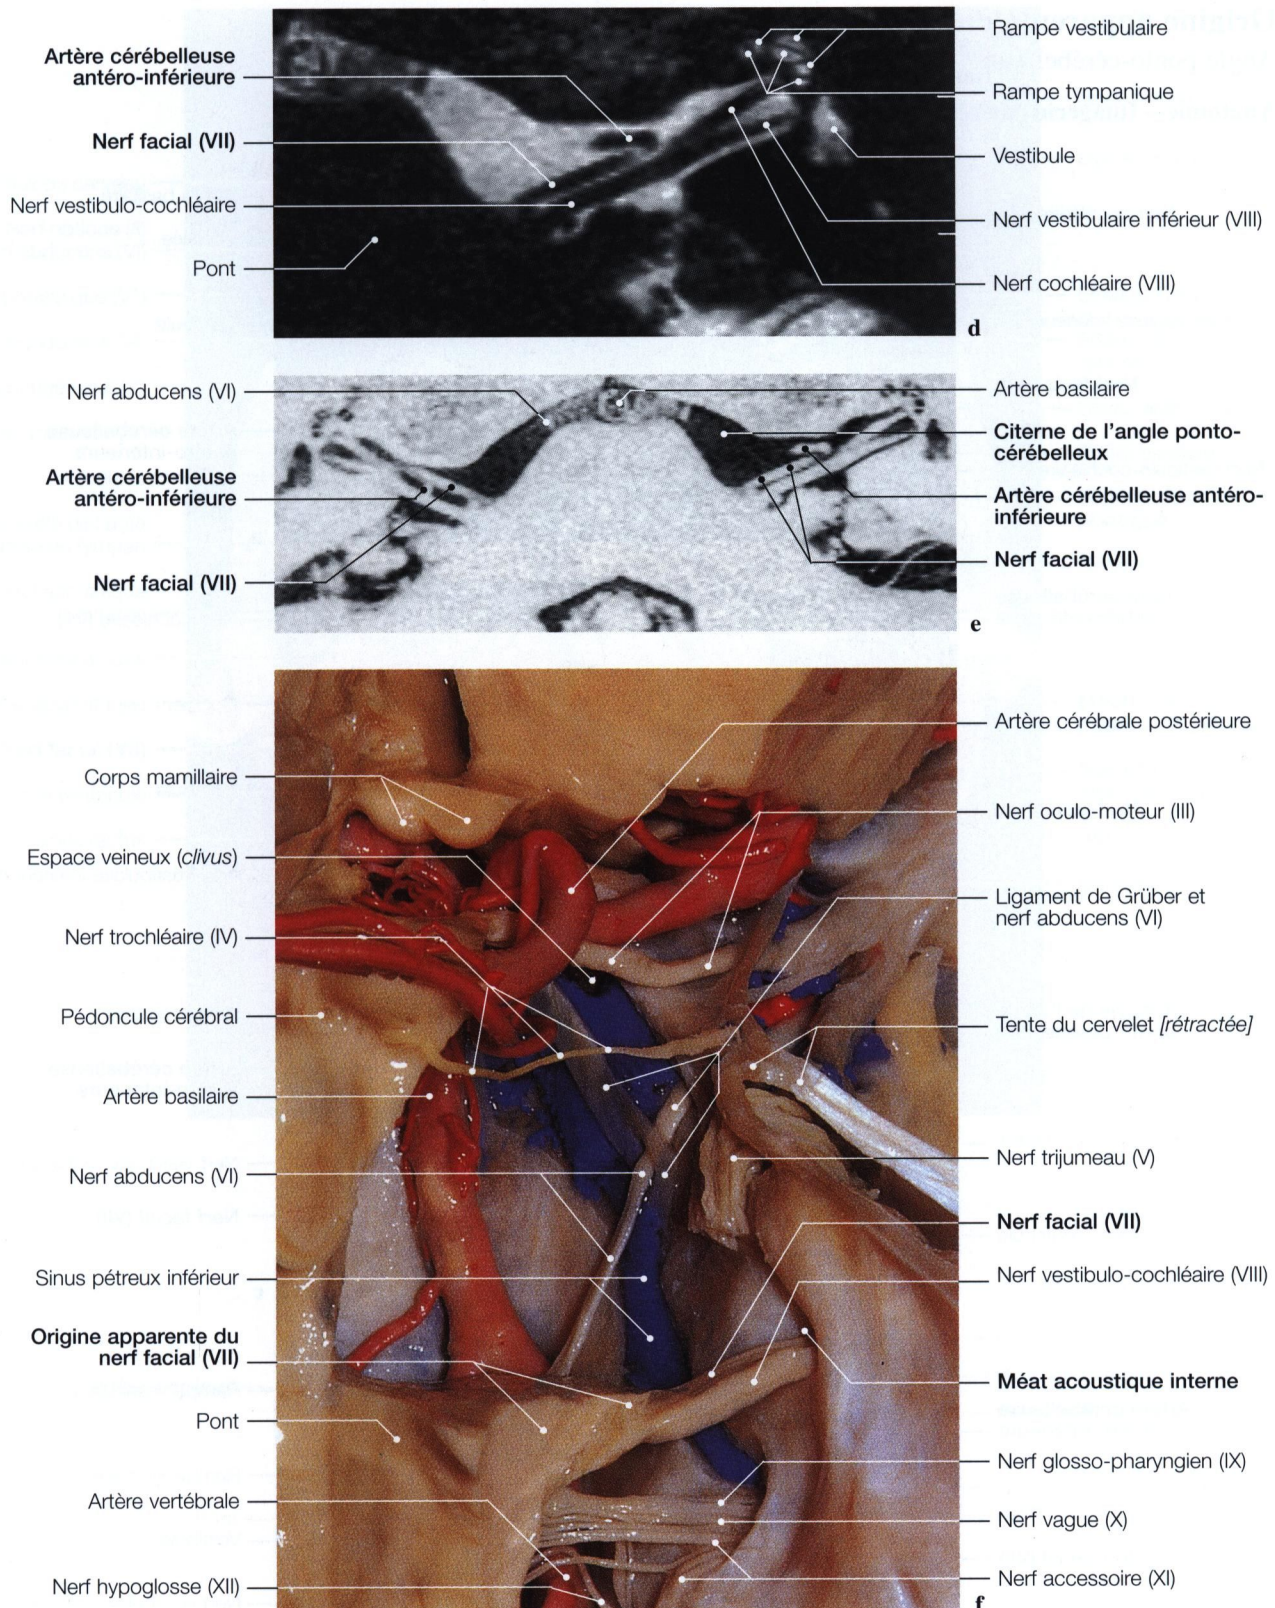 Artère cérébelleuse
antéro-inférieure
Nerf facial (VII)
Nerf vestibulo-cochléaire
Pont
Rampe vestibulaire
Rampe tympanique
Vestibule
Nerf vestibulaire inférieur (VIII)
Nerf cochléaire (VIII)
d
Nerf abducens (VI)
Artère cérébelleuse
antéro-inférieure
Nerf facial (VII)
Artère basilaire
Citerne de l'angle ponto-
cérébelleux
Artère cérébelleuse antéro-
inférieure
Nerf facial (VII)
e
Corps mamillaire
Espace veineux (clivus)
Nerf trochléaire (IV)
Pédoncule cérébral
Artère basilaire
Nerf abducens (VI)
Sinus pétreux inférieur
Origine apparente du
nerf facial (VII)
Pont
Artère vertébrale
Nerf hypoglosse (XII)
Artère cérébrale postérieure
Nerf oculo-moteur (III)
Ligament de Grüber et
nerf abducens (VI)
Tente du cervelet [rétractée]
Nerf trijumeau (V)
Nerf facial (VII)
Nerf vestibulo-cochléaire (VIII)
Méat acoustique interne
Nerf glosso-pharyngien (IX)
Nerf vague (X)
Nerf accessoire (XI)
f